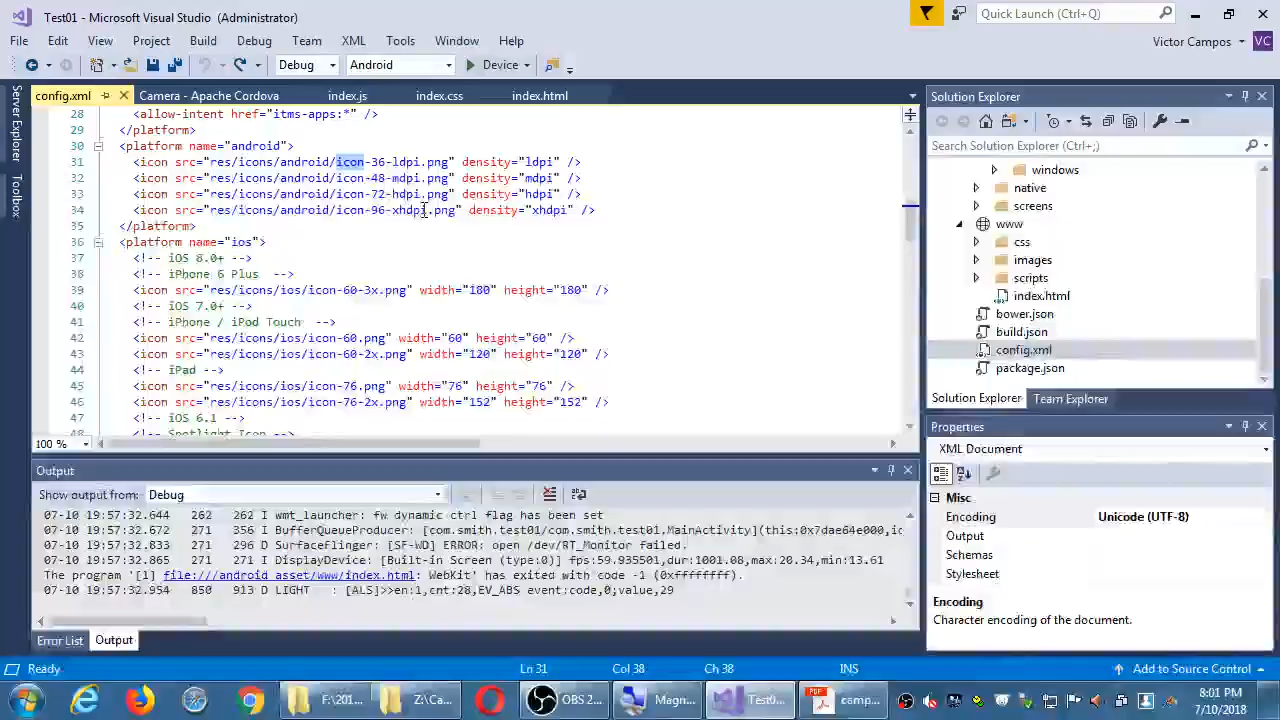 Test01 - Microsoft Visual Studio (Administrator)
Quick Launch (Ctrl+Q)
File Edit View Project Build Debug Team XML Tools Window Help
Victor Campos VC
Debug Android Device
config.xml Camera - Apache Cordova index.js index.css index.html
28 <allow-intent href="itms-apps:*" />
29 </platform>
30 <platform name="android">
31 <icon src="res/icons/android/icon-36-ldpi.png" density="ldpi" />
32 <icon src="res/icons/android/icon-48-mdpi.png" density="mdpi" />
33 <icon src="res/icons/android/icon-72-hdpi.png" density="hdpi" />
34 <icon src="res/icons/android/icon-96-xhdpi.png" density="xhdpi" />
35 </platform>
36 <platform name="ios">
37 <!-- iOS 8.0+ -->
38 <!-- iPhone 6 Plus -->
39 <icon src="res/icons/ios/icon-60-3x.png" width="180" height="180" />
40 <!-- iOS 7.0+ -->
41 <!-- iPhone / iPod Touch -->
42 <icon src="res/icons/ios/icon-60.png" width="60" height="60" />
43 <icon src="res/icons/ios/icon-60-2x.png" width="120" height="120" />
44 <!-- iPad -->
45 <icon src="res/icons/ios/icon-76.png" width="76" height="76" />
46 <icon src="res/icons/ios/icon-76-2x.png" width="152" height="152" />
47 <!-- iOS 6.1 -->
48 <!-- Spotlight Icon -->
100 %
Server Explorer
Toolbox
Solution Explorer
Search Solution Explorer (Ctrl+;)
windows
native
screens
www
css
images
scripts
index.html
bower.json
build.json
config.xml
package.json
Solution Explorer Team Explorer
Properties
XML Document
Misc
Encoding Unicode (UTF-8)
Output
Schemas
Stylesheet
Encoding
Character encoding of the document.
Output
Show output from: Debug
07-10 19:57:32.644 262 262 I wmt_launcher: fw dynamic ctrl flag has been set
07-10 19:57:32.672 271 356 I BufferQueueProducer: [com.smith.test01/com.smith.test01.MainActivity](this:0x7dae64e000,ic
07-10 19:57:32.833 271 296 D SurfaceFlinger: [SF-WD] ERROR: open /dev/RT_Monitor failed.
07-10 19:57:32.861 271 271 I DisplayDevice: [Built-in Screen (type:0)] fps:59.935501,dur:1001.08,max:20.34,min:13.61
The program '[1] file:///android_asset/www/index.html: WebKit' has exited with code -1 (0xffffffff).
07-10 19:57:32.954 850 913 D LIGHT : [ALS]>>en:1,cnt:28,EV_ABS event:code,0;value,29
Error List Output
Ready Ln 31 Col 38 Ch 38 INS Add to Source Control
F:\201... Z:\Ca... OBS 2... Magn... Test0... camp...
8:01 PM
7/10/2018